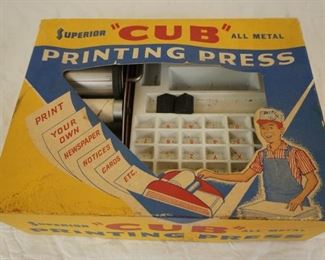 SUPERIOR "CUB" ALL METAL
PRINTING PRESS
PRINT
YOUR
OWN
NEWSPAPER
NOTICES
CARDS
ETC.
SUPERIOR "CUB" ALL METAL
PRINTING PRESS